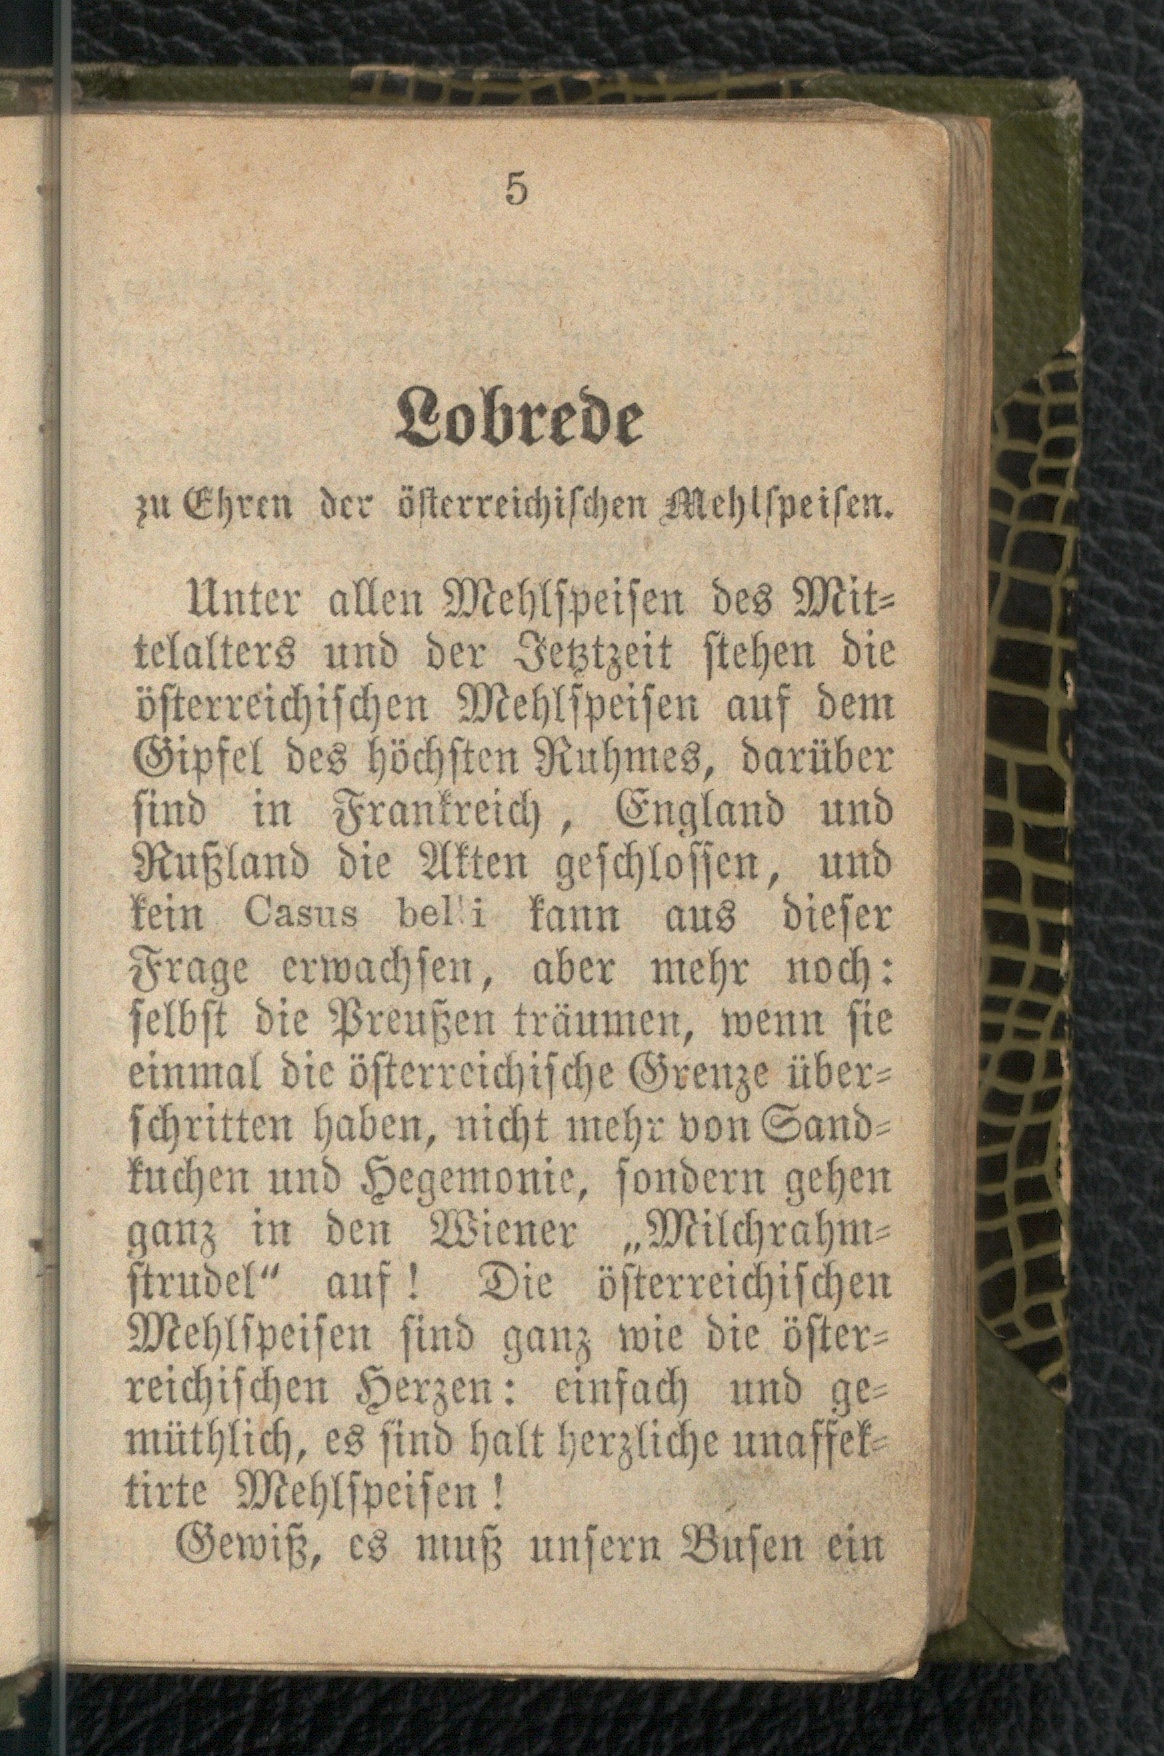 5
Lobrede
zu Ehren der österreichischen Mehlspeisen.
Unter allen Mehlspeisen des Mit-
telalters und der Jetztzeit stehen die
österreichischen Mehlspeisen auf dem
Gipfel des höchsten Ruhmes, darüber
sind in Frankreich, England und
Rußland die Akten geschlossen, und
kein Casus belli kann aus dieser
Frage erwachsen, aber mehr noch:
selbst die Preußen träumen, wenn sie
einmal die österreichische Grenze über-
schritten haben, nicht mehr von Sand-
kuchen und Hegemonie, sondern gehen
ganz in den Wiener „Milchrahm-
strudel“ auf! Die österreichischen
Mehlspeisen sind ganz wie die öster-
reichischen Herzen: einfach und ge-
müthlich, es sind halt herzliche unaffek-
tirte Mehlspeisen!
Gewiß, es muß unsern Busen ein